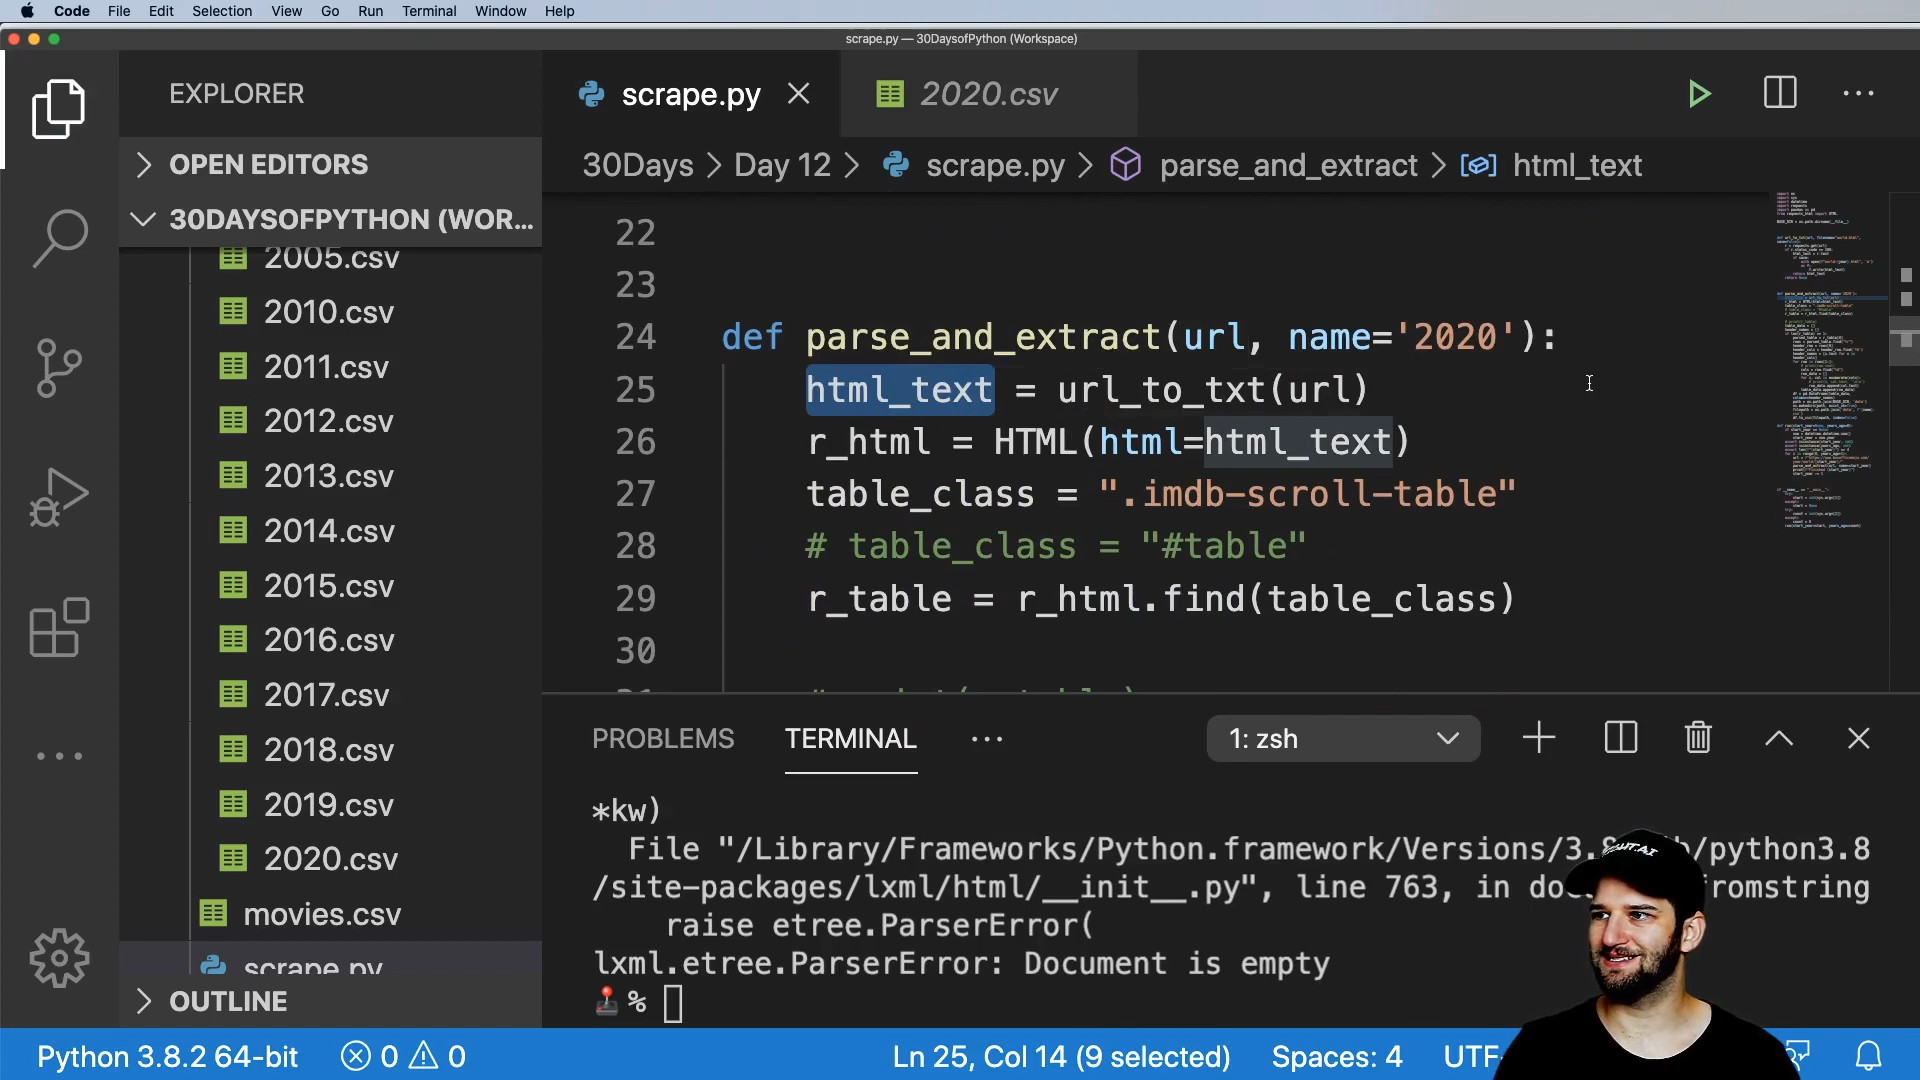 Code File Edit Selection View Go Run Terminal Window Help
scrape.py — 30DaysofPython (Workspace)
EXPLORER
OPEN EDITORS
30DAYSOFPYTHON (WOR...
2005.csv
2010.csv
2011.csv
2012.csv
2013.csv
2014.csv
2015.csv
2016.csv
2017.csv
2018.csv
2019.csv
2020.csv
movies.csv
scrape.py
OUTLINE
scrape.py 2020.csv
30Days > Day 12 > scrape.py > parse_and_extract > html_text
22
23
24 def parse_and_extract(url, name='2020'):
25 html_text = url_to_txt(url)
26 r_html = HTML(html=html_text)
27 table_class = ".imdb-scroll-table"
28 # table_class = "#table"
29 r_table = r_html.find(table_class)
30
PROBLEMS TERMINAL ... 1: zsh
*kw)
File "/Library/Frameworks/Python.framework/Versions/3.8 /python3.8
/site-packages/lxml/html/__init__.py", line 763, in do romstring
raise etree.ParserError(
lxml.etree.ParserError: Document is empty
%
Python 3.8.2 64-bit 0 0 Ln 25, Col 14 (9 selected) Spaces: 4 UTF-